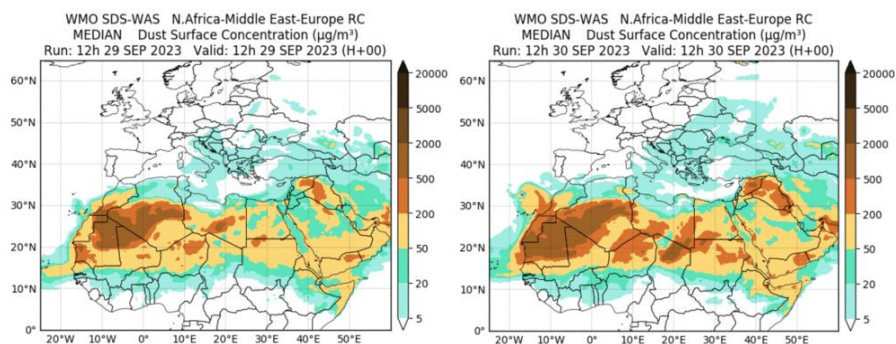 WMO SDS-WAS N.Africa-Middle East-Europe RC
MEDIAN Dust Surface Concentration (µg/m³)
Run: 12h 29 SEP 2023 Valid: 12h 29 SEP 2023 (H+00)
60°N
50°N
40°N
30°N
20°N
10°N
0°
20°W
10°W
0°
10°E
20°E
30°E
40°E
50°E
20000
5000
2000
500
200
50
20
5
WMO SDS-WAS N.Africa-Middle East-Europe RC
MEDIAN Dust Surface Concentration (µg/m³)
Run: 12h 30 SEP 2023 Valid: 12h 30 SEP 2023 (H+00)
60°N
50°N
40°N
30°N
20°N
10°N
0°
20°W
10°W
0°
10°E
20°E
30°E
40°E
50°E
20000
5000
2000
500
200
50
20
5